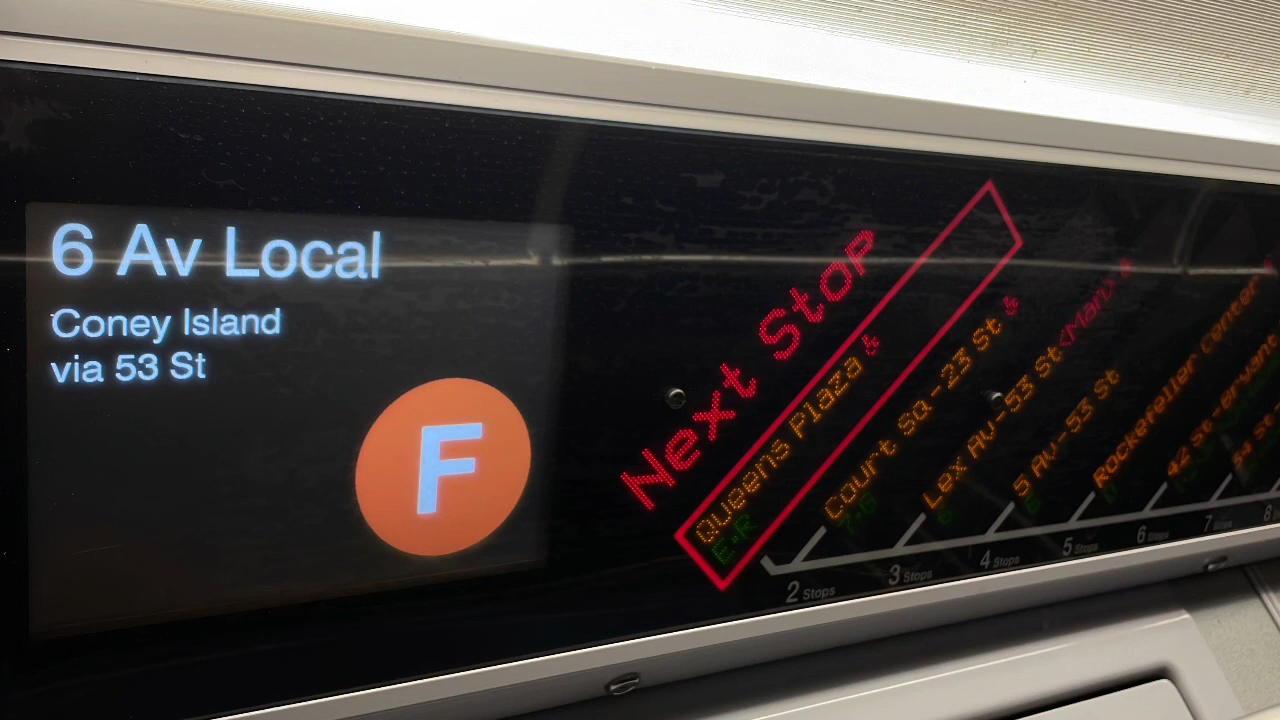 6 Av Local
Coney Island
via 53 St
F
Next Stop
Queens Plaza
E•R
Court Sq-23 St
7•G
Lex Av-53 St
5 Av-53 St
Rockefeller Center
42 St-Bryant
2 Stops
3 Stops
4 Stops
5 Stops
6 Stops
7 Stops
8